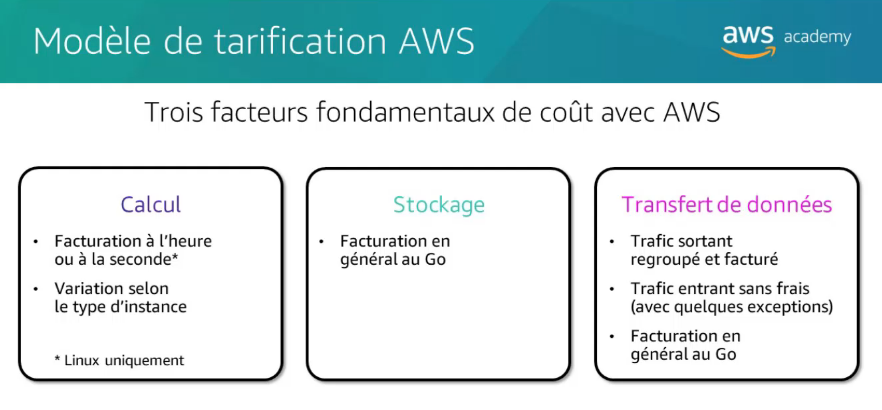 Modèle de tarification AWS
aws academy
Trois facteurs fondamentaux de coût avec AWS
Calcul
• Facturation à l'heure
ou à la seconde*
• Variation selon
le type d'instance
* Linux uniquement
Stockage
• Facturation en
général au Go
Transfert de données
• Trafic sortant
regroupé et facturé
• Trafic entrant sans frais
(avec quelques exceptions)
• Facturation en
général au Go